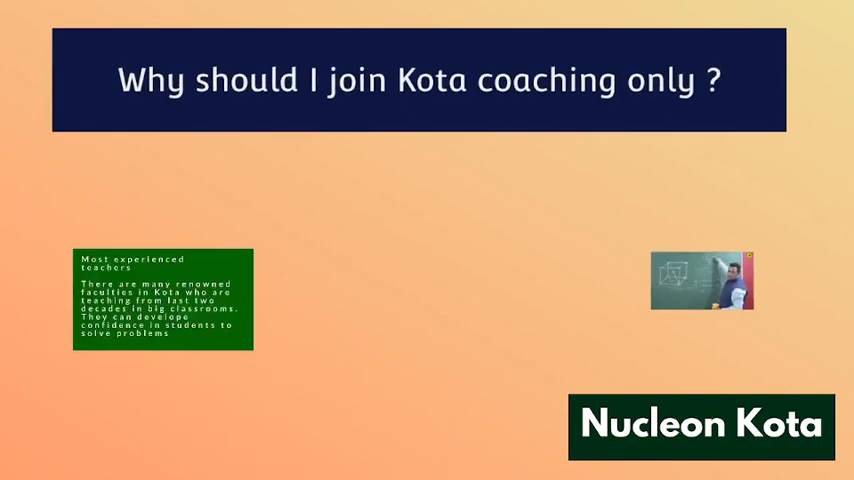 Why should I join Kota coaching only ?
Most experienced
teachers
There are many renowned
faculties in Kota who are
teaching from last two
decades in big classrooms.
They can develope
confidence in students to
solve problems
Nucleon Kota